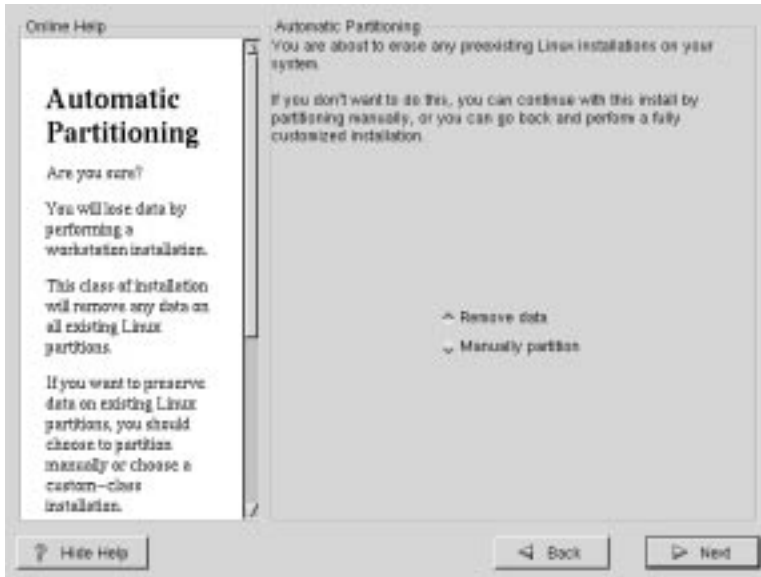 Online Help
Automatic
Partitioning
Are you sure?
You will lose data by
performing a
workstation installation.
This class of installation
will remove any data on
all existing Linux
partitions.
If you want to preserve
data on existing Linux
partitions, you should
choose to partition
manually or choose a
custom-class
installation.
Automatic Partitioning
You are about to erase any preexisting Linux installations on your
system.
If you don't want to do this, you can continue with this install by
partitioning manually, or you can go back and perform a fully
customized installation.
Remove data
Manually partition
? Hide Help
Back
Next